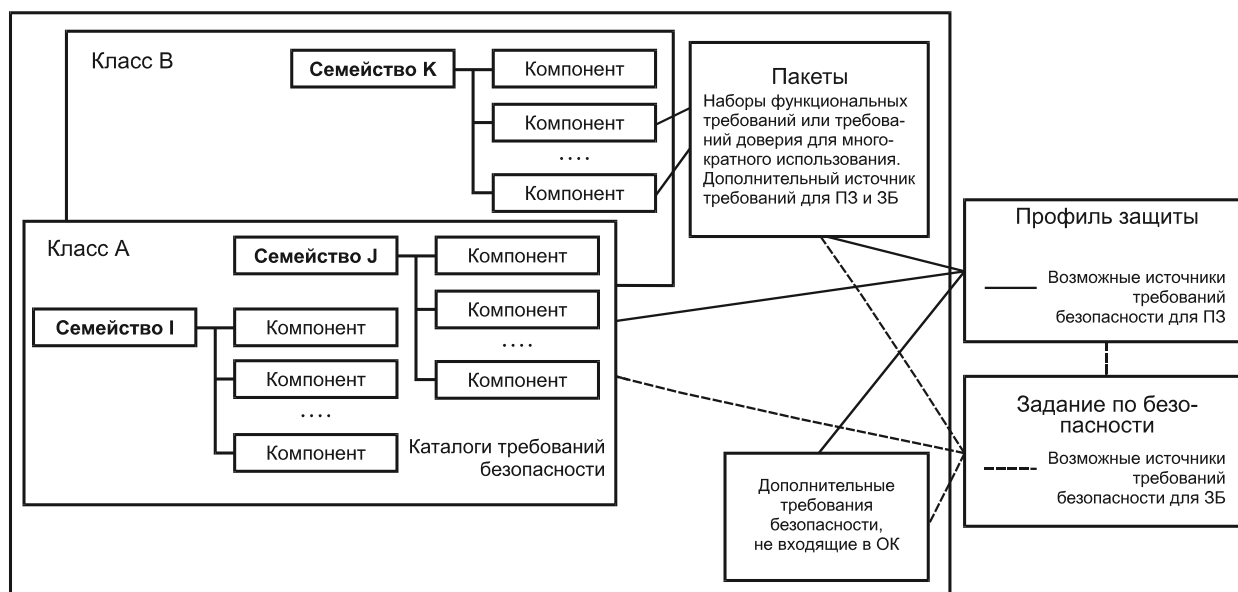 Класс B
Семейство K
Компонент
Компонент
....
Компонент
Пакеты
Наборы функциональных
требований или требова-
ний доверия для много-
кратного использования.
Дополнительный источник
требований для ПЗ и ЗБ
Класс A
Семейство J
Компонент
Компонент
....
Компонент
Семейство I
Компонент
Компонент
....
Компонент
Каталоги требований
безопасности
Дополнительные
требования
безопасности,
не входящие в ОК
Профиль защиты
Возможные источники
требований
безопасности для ПЗ
Задание по безо-
пасности
Возможные источники
требований
безопасности для ЗБ